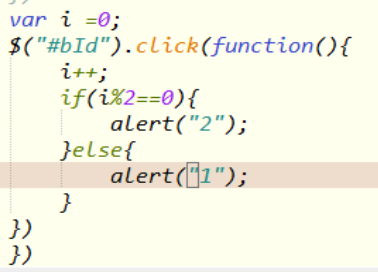 var i =0;
$("#bId").click(function(){
i++;
if(i%2==0){
alert("2");
}else{
alert("1");
}
})
})